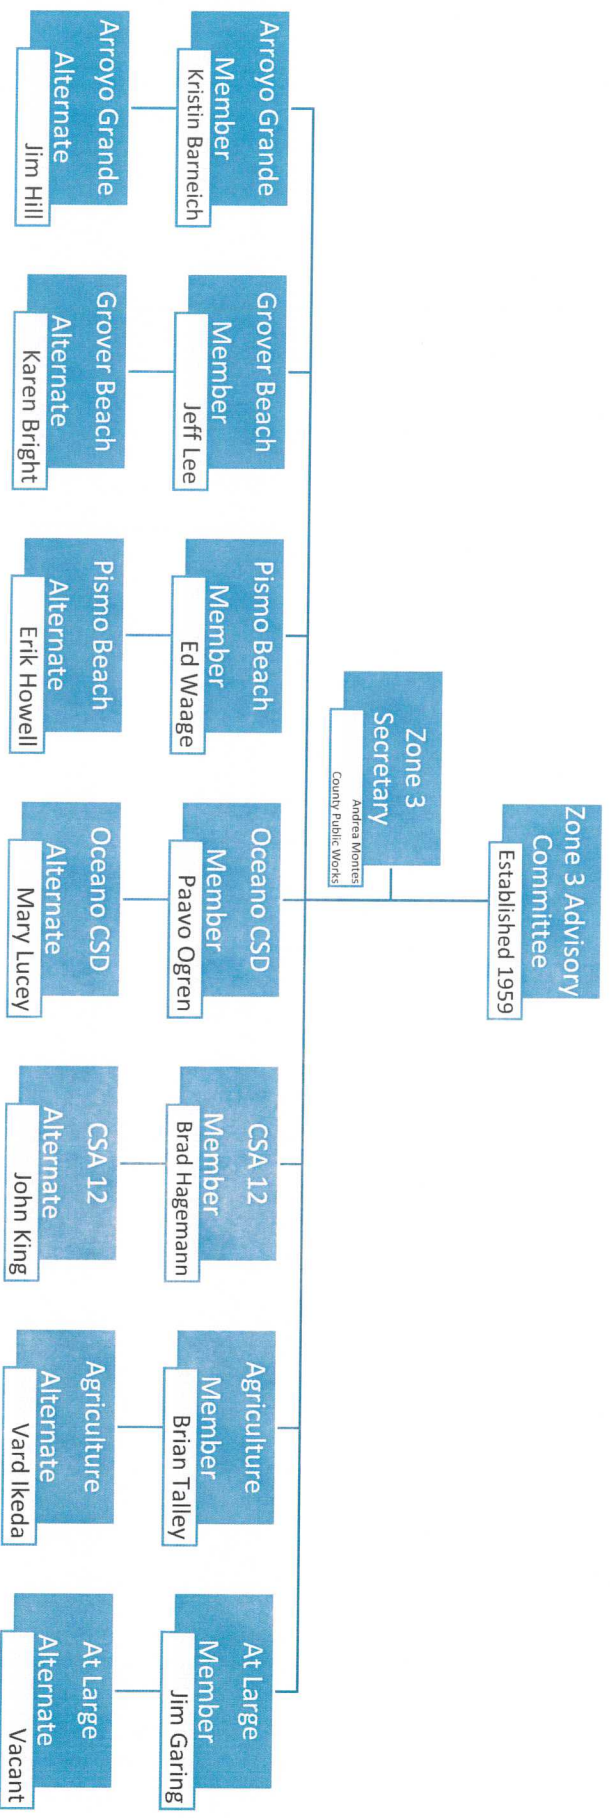 Zone 3 Advisory
Committee
Established 1959
Zone 3
Secretary
Andrea Montes
County Public Works
Arroyo Grande
Member
Kristin Barneich
Grover Beach
Member
Jeff Lee
Pismo Beach
Member
Ed Waage
Oceano CSD
Member
Paavo Ogren
CSA 12
Member
Brad Hagemann
Agriculture
Member
Brian Talley
At Large
Member
Jim Garing
Arroyo Grande
Alternate
Jim Hill
Grover Beach
Alternate
Karen Bright
Pismo Beach
Alternate
Erik Howell
Oceano CSD
Alternate
Mary Lucey
CSA 12
Alternate
John King
Agriculture
Alternate
Vard Ikeda
At Large
Alternate
Vacant